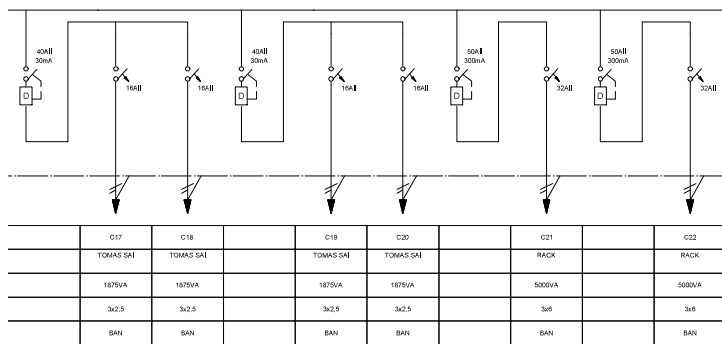 40AII 40AII 50AII 50AII
30mA 30mA 300mA 300mA
16AII 16AII 16AII 16AII 32AII 32AII
D D D D
C17 C18 C19 C20 C21 C22
TOMAS SAI TOMAS SAI TOMAS SAI TOMAS SAI RACK RACK
1875VA 1875VA 1875VA 1875VA 5000VA 5000VA
3x2,5 3x2,5 3x2,5 3x2,5 3x6 3x6
BAN BAN BAN BAN BAN BAN